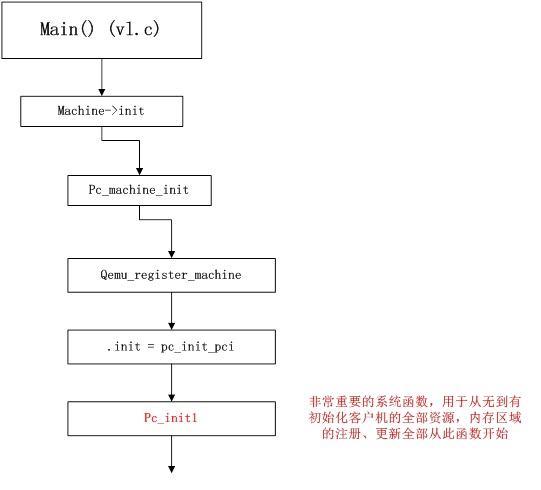 Main() (vl.c)
Machine->init
Pc_machine_init
Qemu_register_machine
.init = pc_init_pci
Pc_init1
非常重要的系统函数，用于从无到有
初始化客户机的全部资源，内存区域
的注册、更新全部从此函数开始